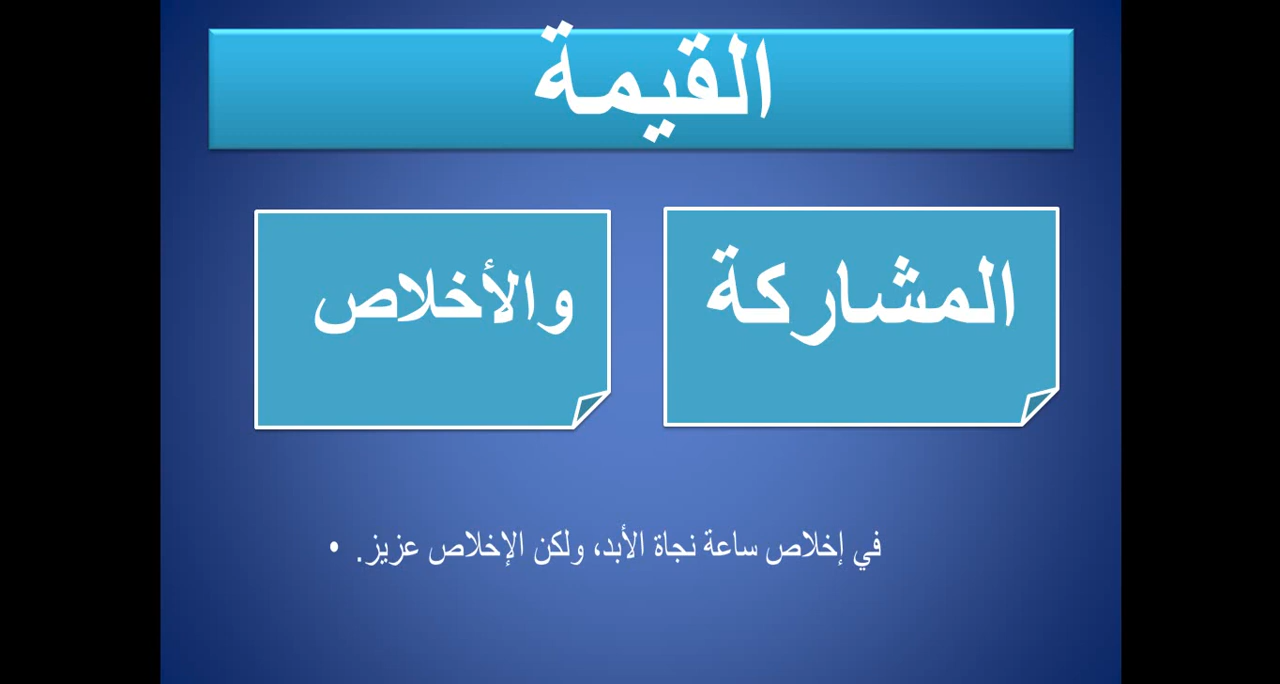 القيمة
المشاركة
والأخلاص
في إخلاص ساعة نجاة الأبد، ولكن الإخلاص عزيز. •